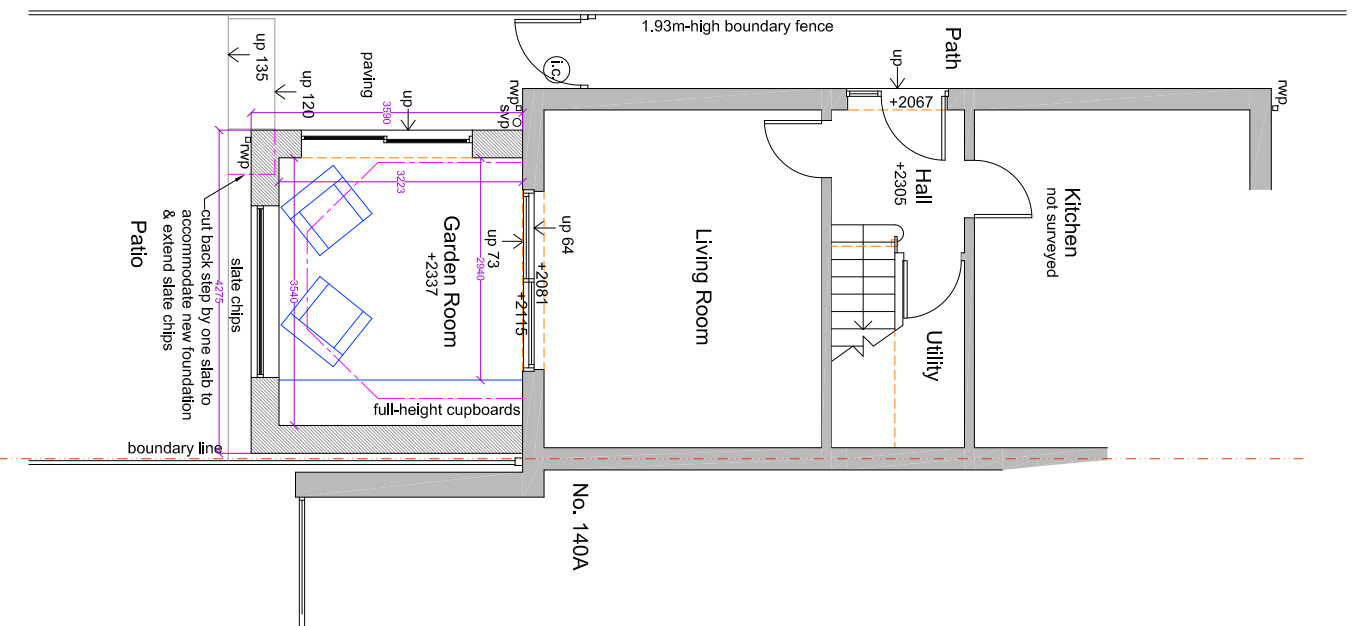 1.93m-high boundary fence
Path
up
+2067
rwp
i.c.
up 135
up 120
paving
up
3590
rwp
svp
rwp
3223
Hall
+2305
Kitchen
not surveyed
up 64
up 73
+2081
+2115
Garden Room
+2337
2940
3540
4275
Living Room
Utility
slate chips
Patio
cut back step by one slab to
accommodate new foundation
& extend slate chips
full-height cupboards
boundary line
No. 140A